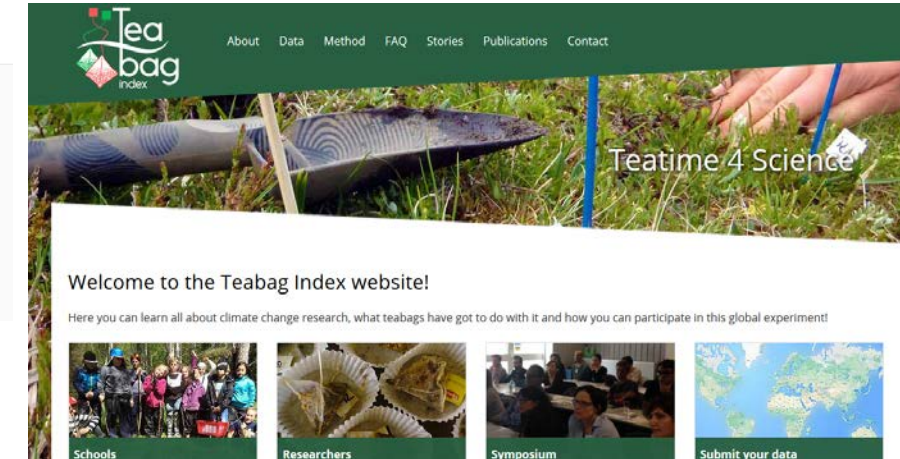 Tea
bag
index
About Data Method FAQ Stories Publications Contact
Teatime 4 Science
Welcome to the Teabag Index website!
Here you can learn all about climate change research, what teabags have got to do with it and how you can participate in this global experiment!
Schools Researchers Symposium Submit your data